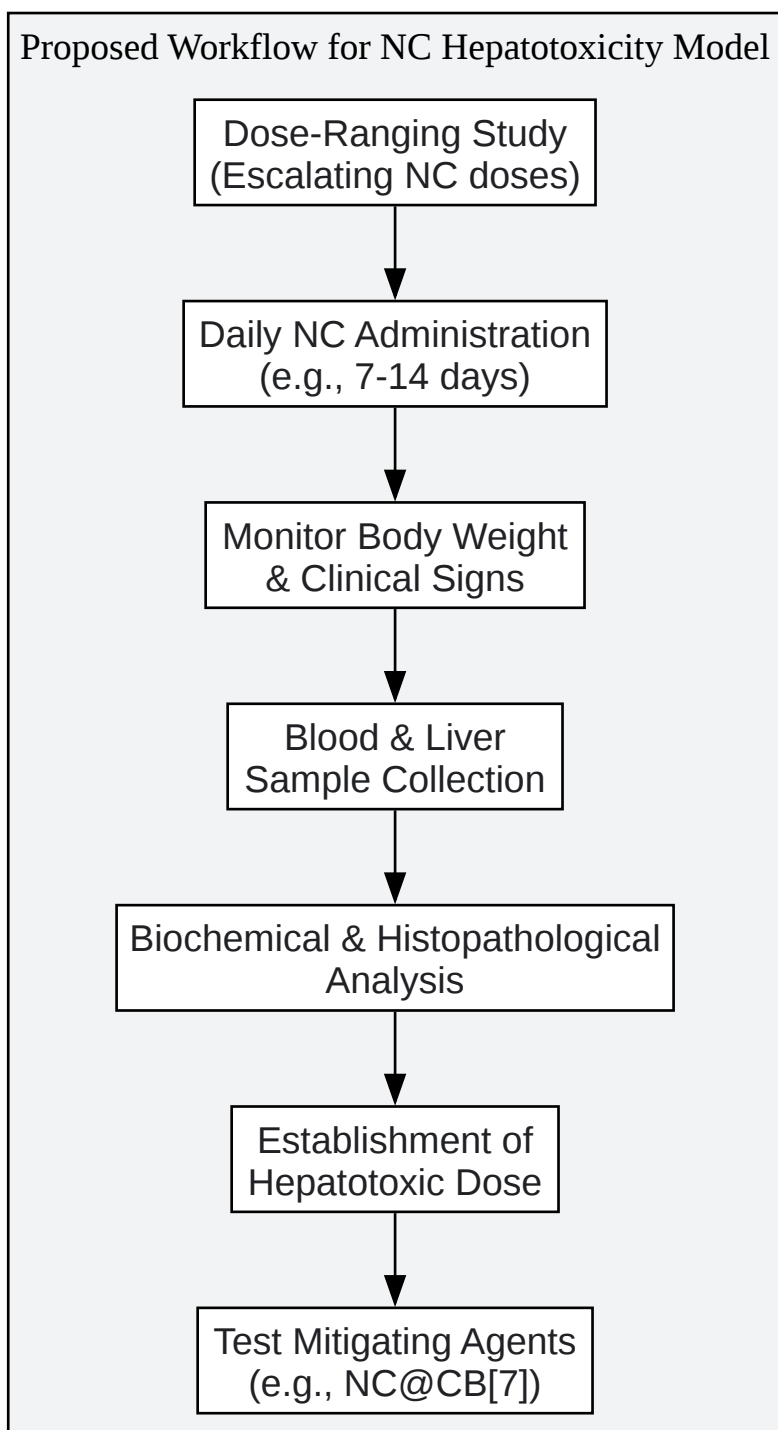 Proposed Workflow for NC Hepatotoxicity Model
Dose-Ranging Study
(Escalating NC doses)
Daily NC Administration
(e.g., 7-14 days)
Monitor Body Weight
& Clinical Signs
Blood & Liver
Sample Collection
Biochemical & Histopathological
Analysis
Establishment of
Hepatotoxic Dose
Test Mitigating Agents
(e.g., NC@CB[7])